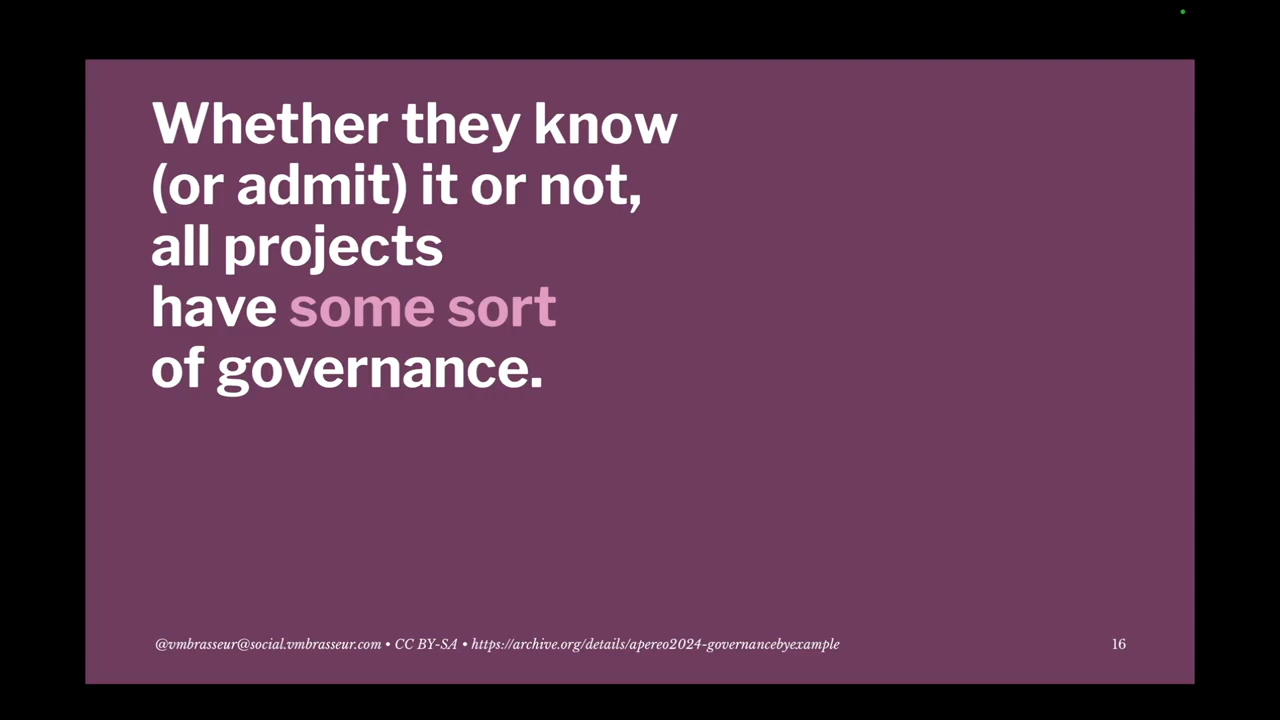 Whether they know
(or admit) it or not,
all projects
have some sort
of governance.
@vmbrasseur@social.vmbrasseur.com • CC BY-SA • https://archive.org/details/apereo2024-governancebyexample
16